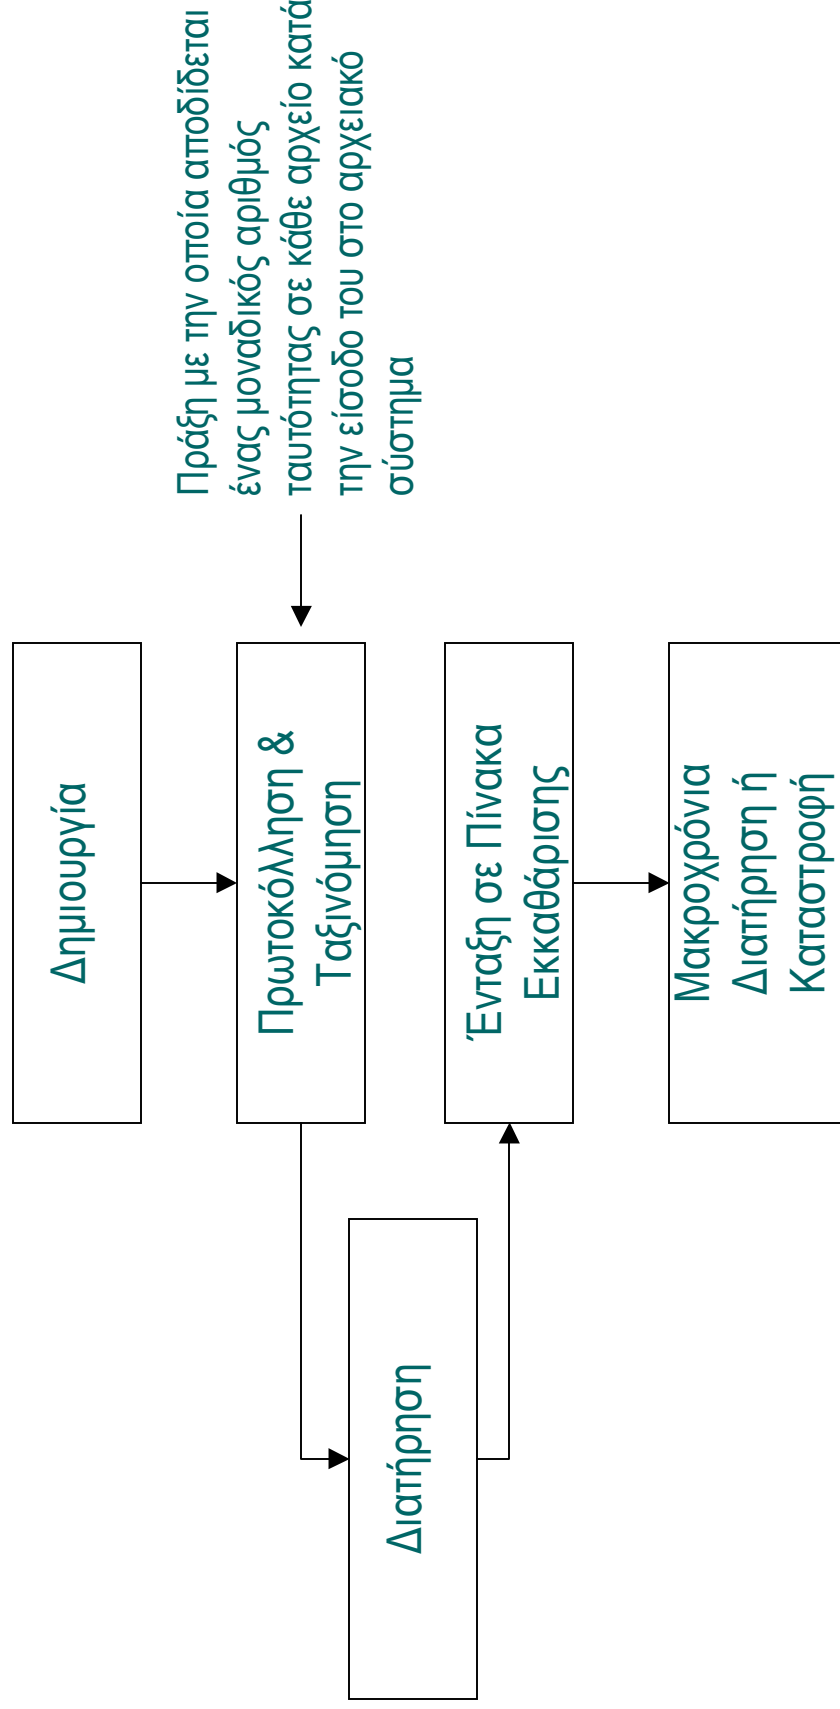 Δημιουργία
Πράξη με την οποία αποδίδεται
ένας μοναδικός αριθμός
ταυτότητας σε κάθε αρχείο κατά
την είσοδο του στο αρχειακό
σύστημα
Πρωτοκόλληση &
Ταξινόμηση
Διατήρηση
Ένταξη σε Πίνακα
Εκκαθάρισης
Μακροχρόνια
Διατήρηση ή
Καταστροφή